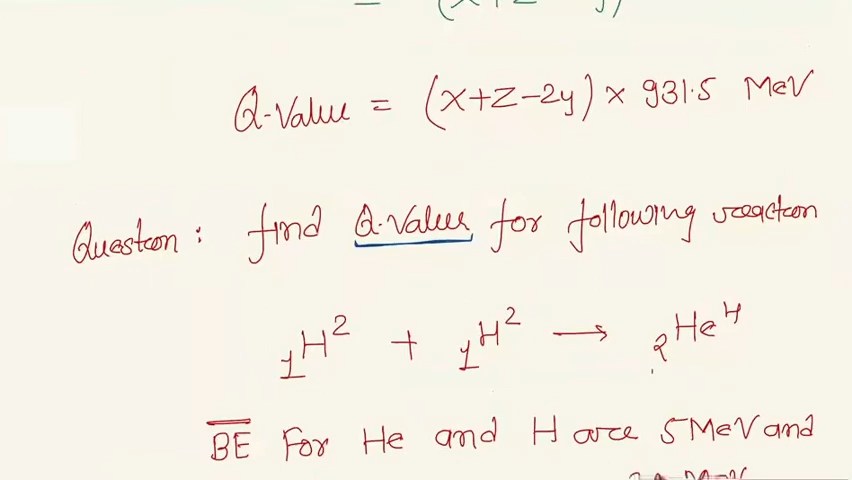 Q-Value = (x+z-2y) × 931.5 MeV
Question: find Q-Value for following reaction
₁H² + ₁H² → ₂He⁴
BE For He and H are 5 MeV and